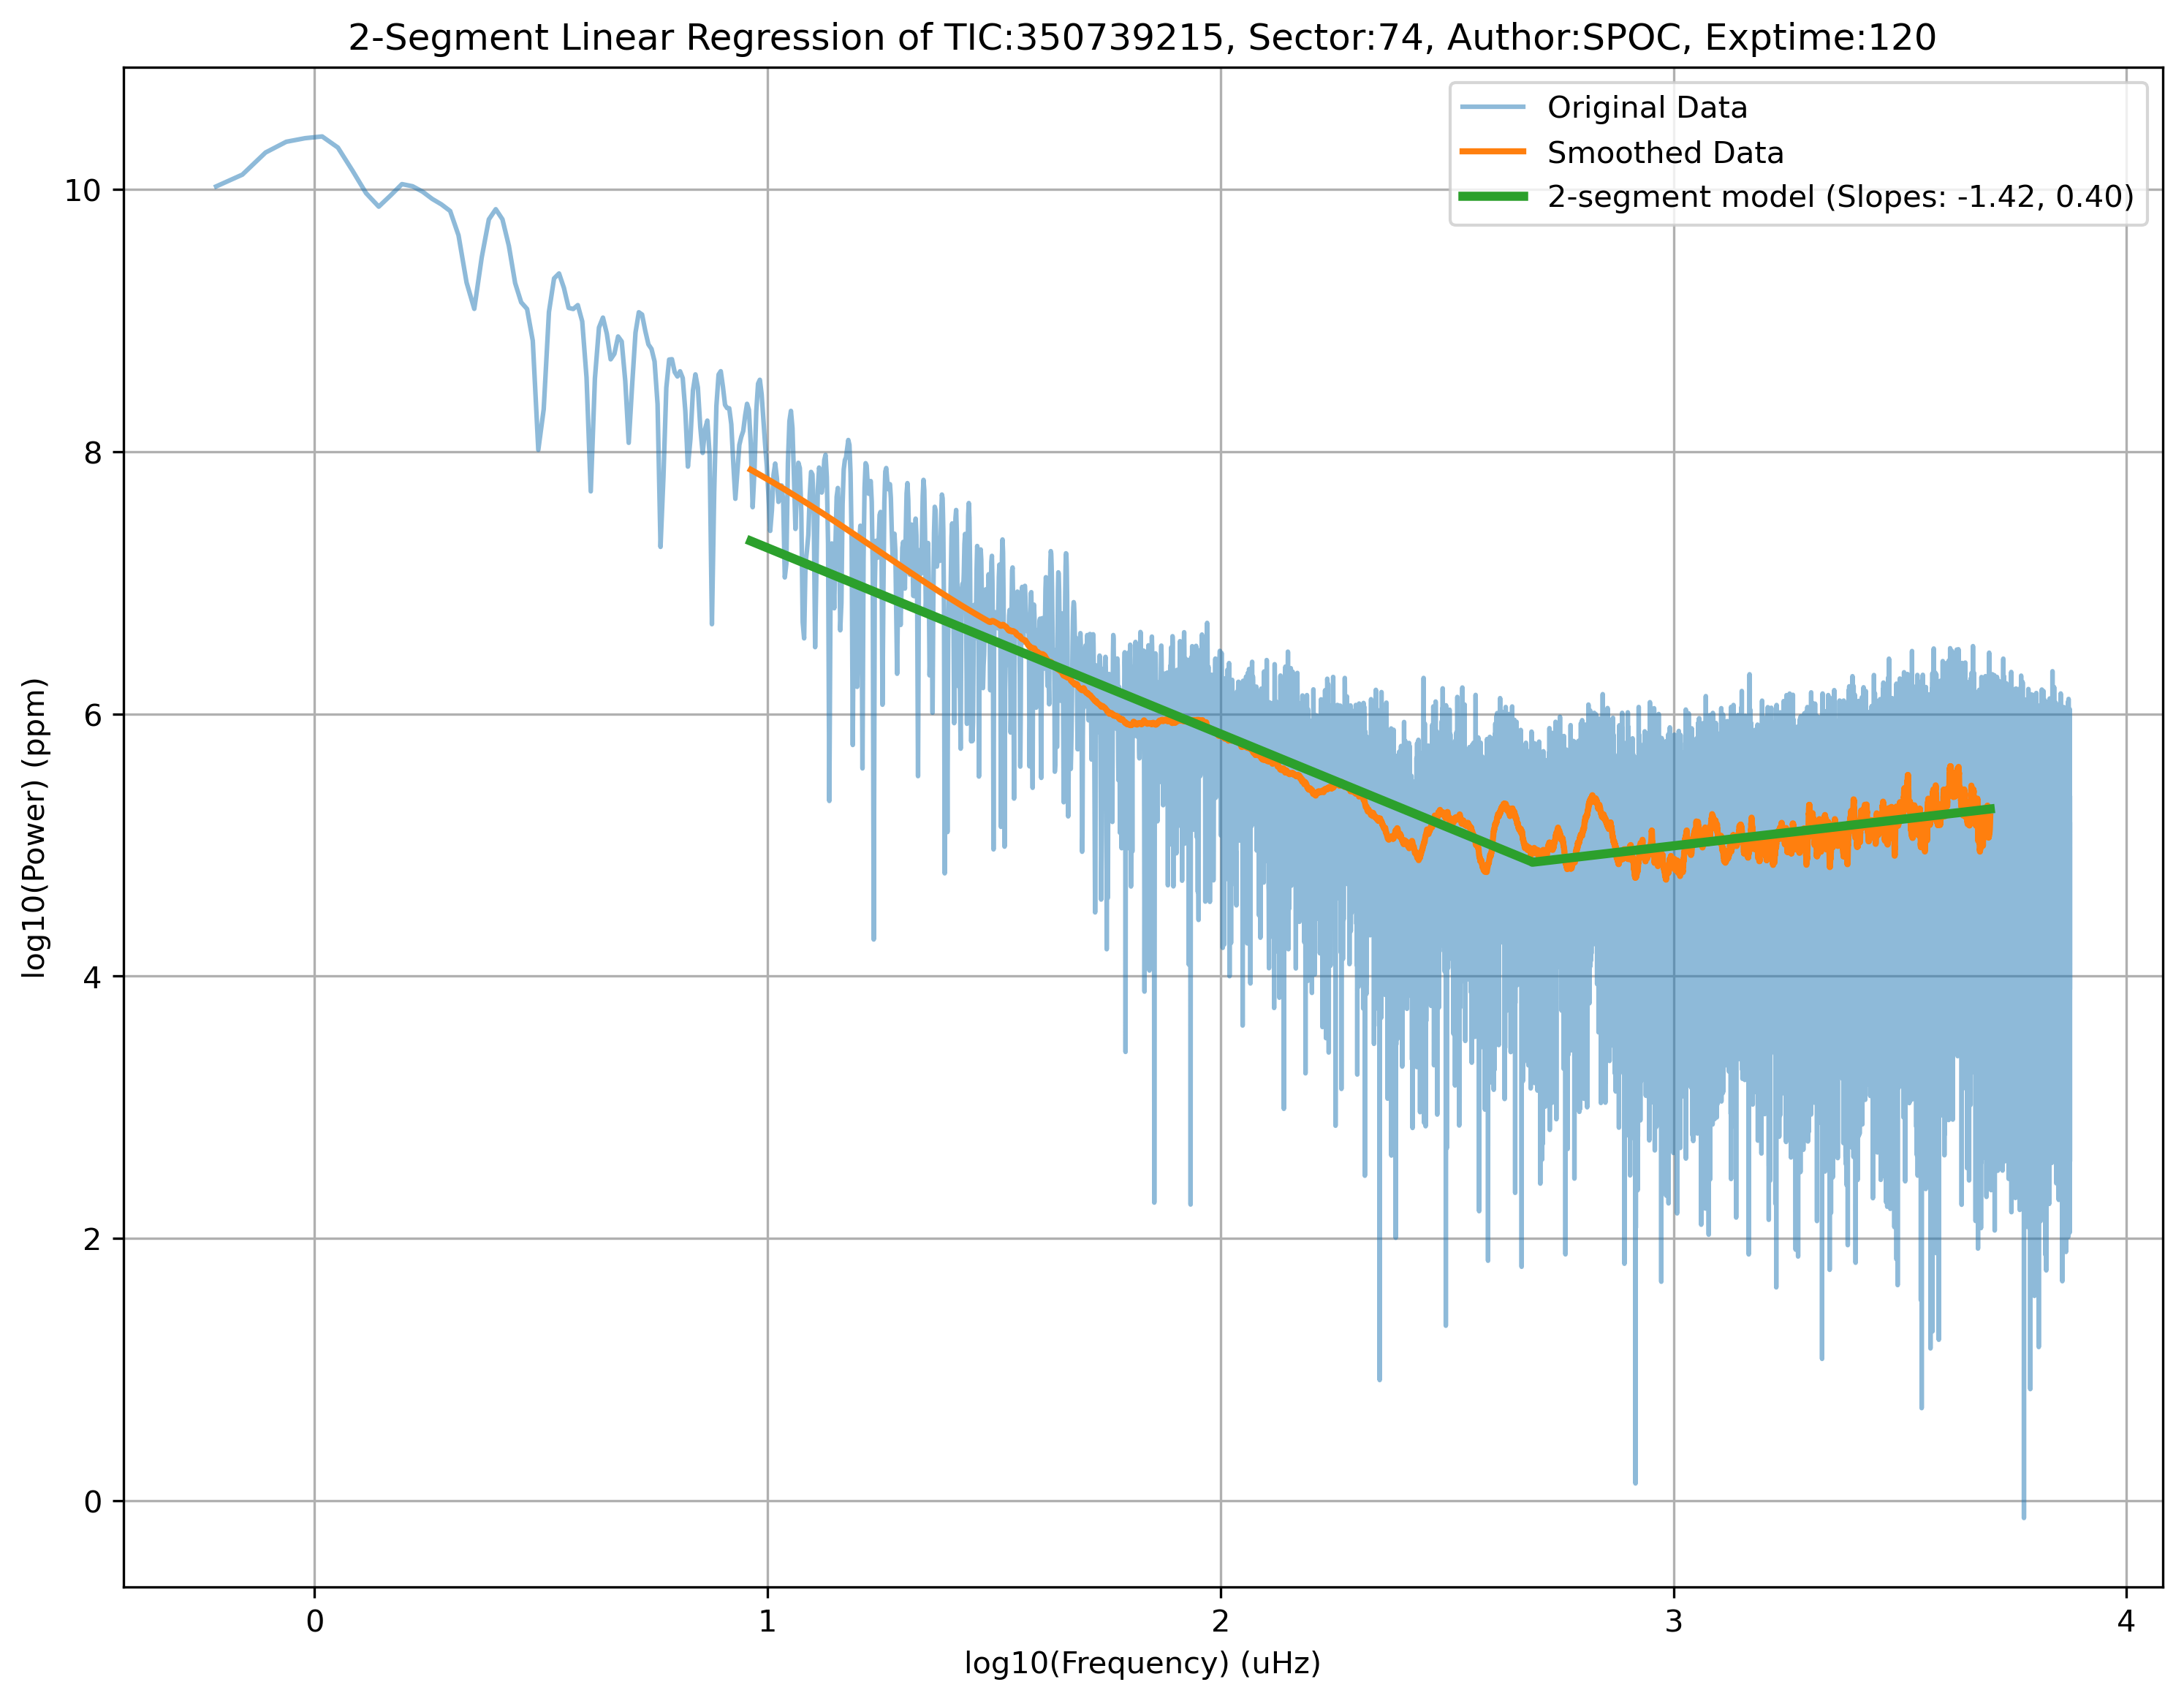 2-Segment Linear Regression of TIC:350739215, Sector:74, Author:SPOC, Exptime:120
Original Data
Smoothed Data
2-segment model (Slopes: -1.42, 0.40)
log10(Power) (ppm)
10
8
6
4
2
0
0 1 2 3 4
log10(Frequency) (uHz)